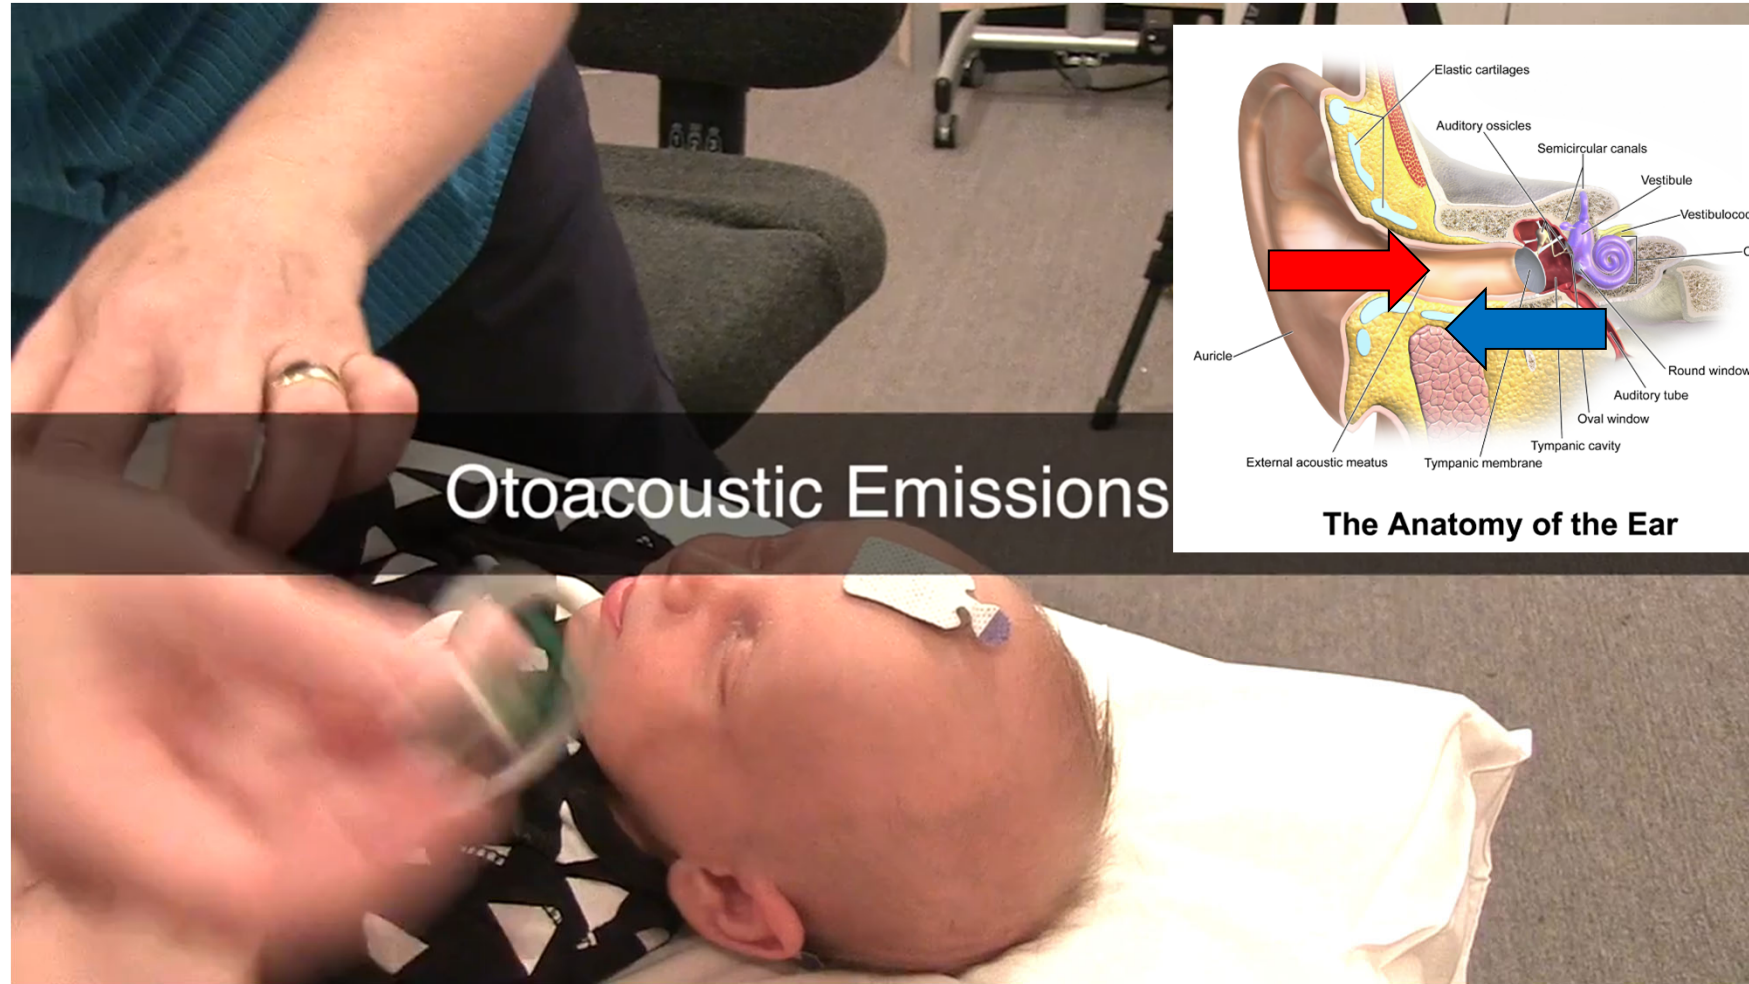 Elastic cartilages
Auditory ossicles
Semicircular canals
Vestibule
Vestibulocoo
C
Auricle
Round window
Auditory tube
Oval window
Tympanic cavity
External acoustic meatus
Tympanic membrane
Otoacoustic Emissions
The Anatomy of the Ear